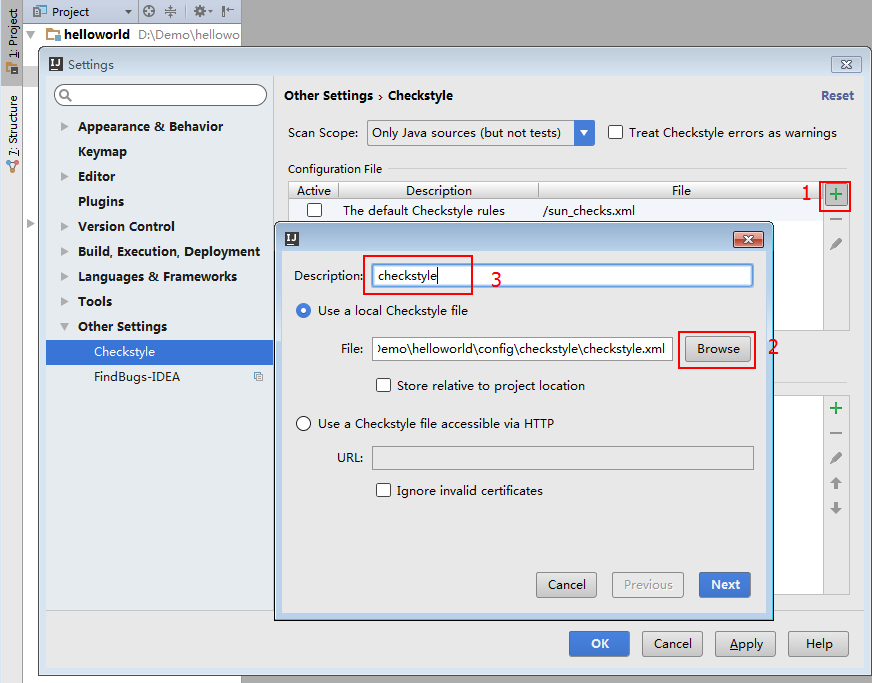 Project
1: Project
helloworld D:\Demo\hellowo
Settings
7: Structure
Other Settings › Checkstyle
Reset
Scan Scope:
Only Java sources (but not tests)
Treat Checkstyle errors as warnings
Appearance & Behavior
Keymap
Editor
Plugins
Version Control
Build, Execution, Deployment
Languages & Frameworks
Tools
Other Settings
Checkstyle
FindBugs-IDEA
Configuration File
Active Description File
1
The default Checkstyle rules /sun_checks.xml
Description: checkstyle
3
Use a local Checkstyle file
File: Demo\helloworld\config\checkstyle\checkstyle.xml
Browse
2
Store relative to project location
Use a Checkstyle file accessible via HTTP
URL:
Ignore invalid certificates
Cancel Previous Next
OK Cancel Apply Help